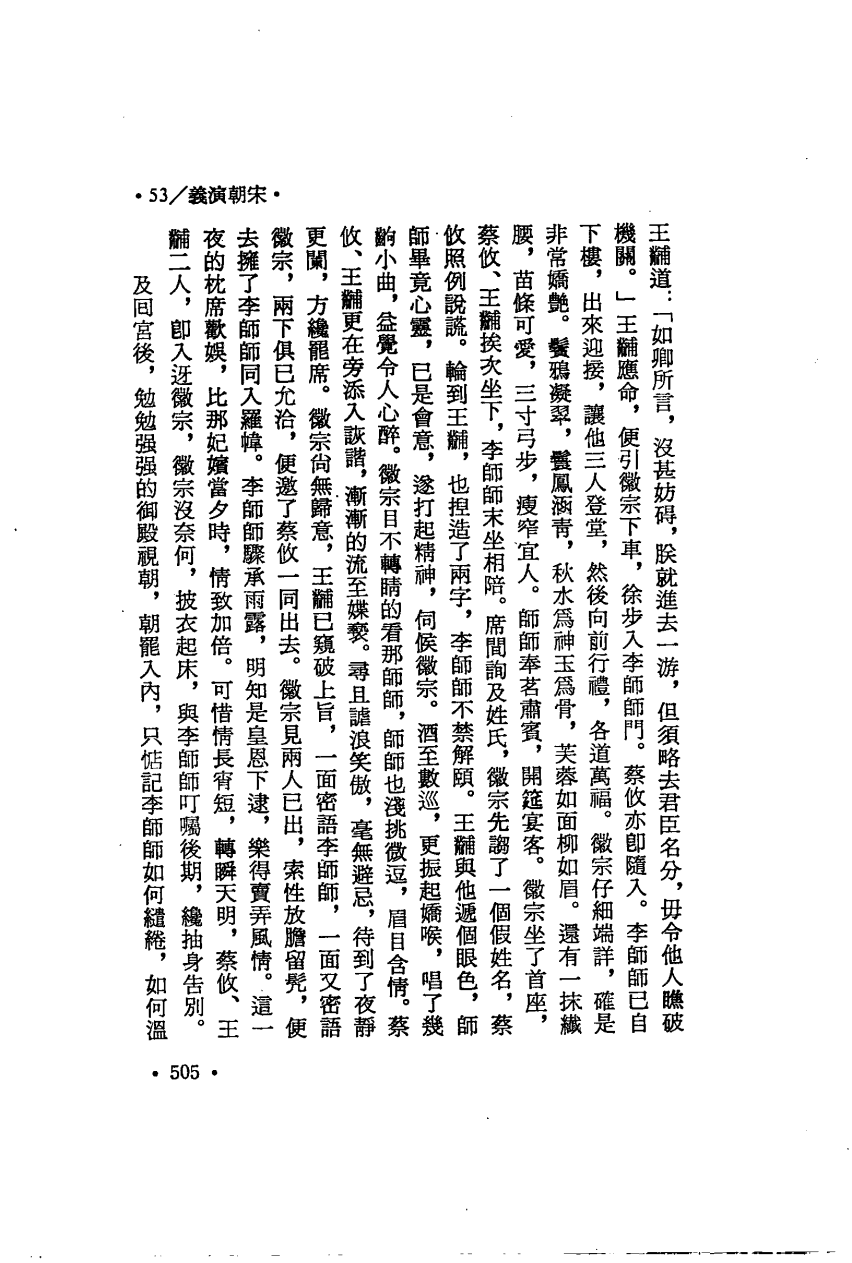 •53／義演朝宋•
王黼道：「如卿所言，沒甚妨碍，朕就進去一游，但須略去君臣名分，毋令他人瞧破
機關。」王黼應命，便引徽宗下車，徐步入李師師門。蔡攸亦卽隨入。李師師已自
下樓，出來迎接，讓他三人登堂，然後向前行禮，各道萬福。徽宗仔細端詳，確是
非常嬌艷。鬢鴉凝翠，鬟鳳涵靑，秋水爲神玉爲骨，芙蓉如面柳如眉。還有一抹纖
腰，苗條可愛，三寸弓步，瘦窄宜人。師師奉茗肅賓，開筵宴客。徽宗坐了首座，
蔡攸、王黼挨次坐下，李師師末坐相陪。席間詢及姓氏，徽宗先謅了一個假姓名，蔡
攸照例說謊。輪到王黼，也捏造了兩字，李師師不禁解頤。王黼與他遞個眼色，師
師畢竟心靈，已是會意，遂打起精神，伺候徽宗。酒至數巡，更振起嬌喉，唱了幾
齣小曲，益覺令人心醉。徽宗目不轉睛的看那師師，師師也淺挑微逗，眉目含情。蔡
攸、王黼更在旁添入詼諧，漸漸的流至媟褻。尋且謔浪笑傲，毫無避忌，待到了夜靜
更闌，方纔罷席。徽宗尙無歸意，王黼已窺破上旨，一面密語李師師，一面又密語
徽宗，兩下俱已允洽，便邀了蔡攸一同出去。徽宗見兩人已出，索性放膽留髡，便
去擁了李師師同入羅幃。李師師驟承雨露，明知是皇恩下逮，樂得賣弄風情。這一
夜的枕席歡娛，比那妃嬪當夕時，情致加倍。可惜情長宵短，轉瞬天明，蔡攸、王
黼二人，卽入迓徽宗，徽宗沒奈何，披衣起床，與李師師叮囑後期，纔抽身告別。
及回宮後，勉勉强强的御殿視朝，朝罷入內，只惦記李師師如何繾綣，如何溫
•505•